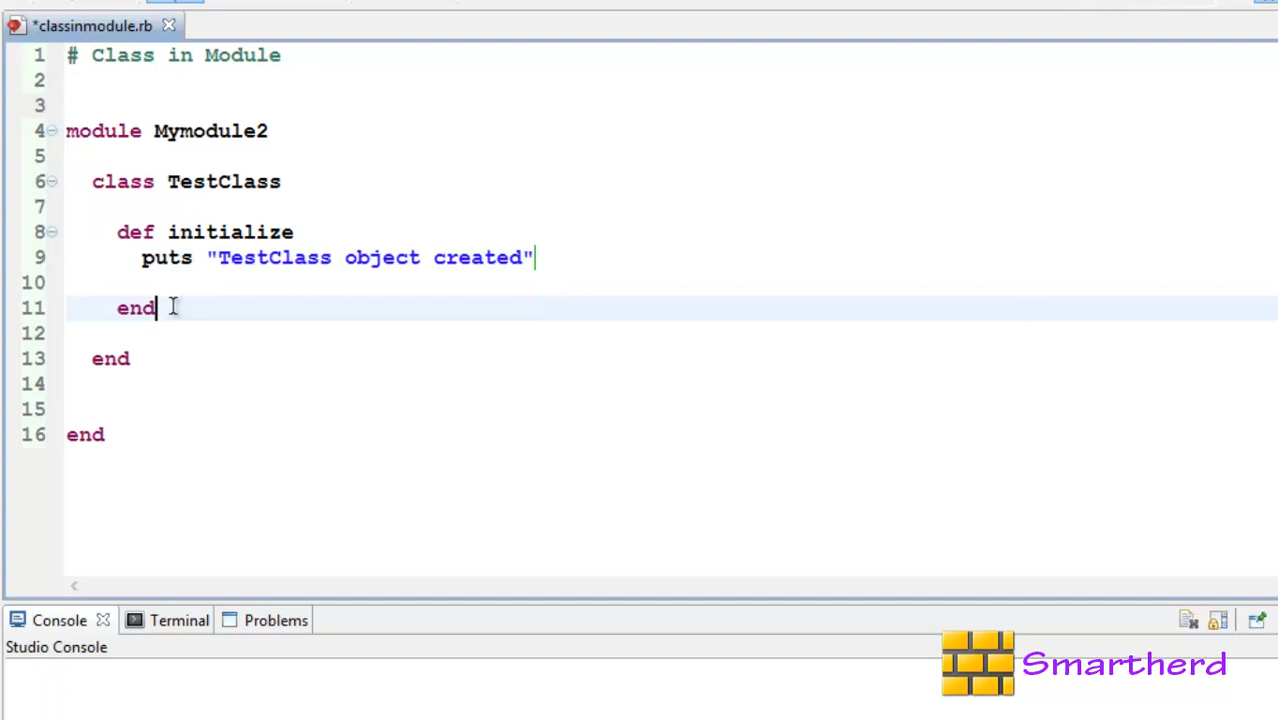 *classinmodule.rb
1 # Class in Module
2
3
4 module Mymodule2
5
6 class TestClass
7
8 def initialize
9 puts "TestClass object created"
10
11 end
12
13 end
14
15
16 end
Console Terminal Problems
Studio Console
Smartherd